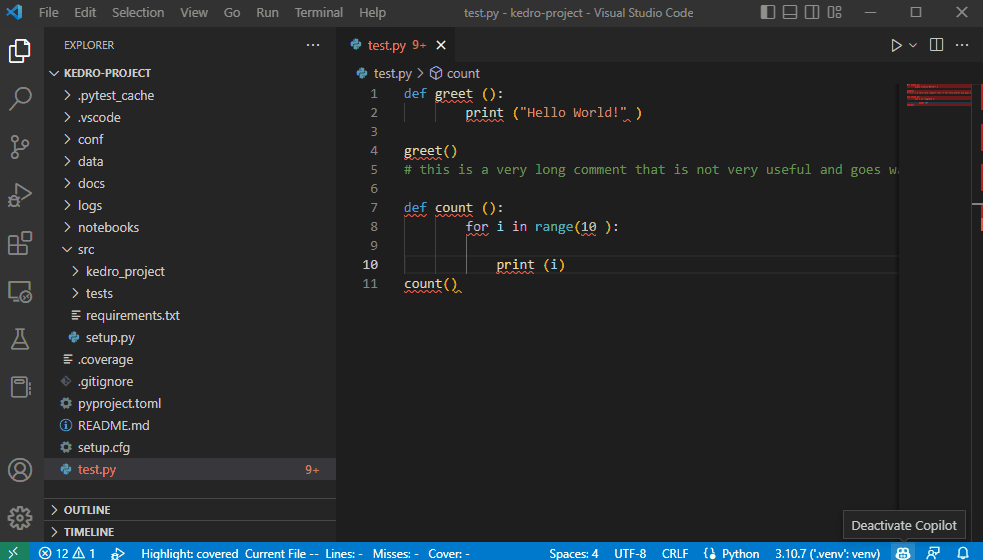 File Edit Selection View Go Run Terminal Help test.py - kedro-project - Visual Studio Code
EXPLORER ···
KEDRO-PROJECT
.pytest_cache
.vscode
conf
data
docs
logs
notebooks
src
kedro_project
tests
requirements.txt
setup.py
.coverage
.gitignore
pyproject.toml
README.md
setup.cfg
test.py 9+
OUTLINE
TIMELINE
test.py 9+
test.py > count
1 def greet ():
2 print ("Hello World!" )
3
4 greet()
5 # this is a very long comment that is not very useful and goes w
6
7 def count ():
8 for i in range(10 ):
9
10 print (i)
11 count()
Deactivate Copilot
12 1 Highlight: covered Current File -- Lines: - Misses: - Cover: - Spaces: 4 UTF-8 CRLF Python 3.10.7 ('.venv': venv)